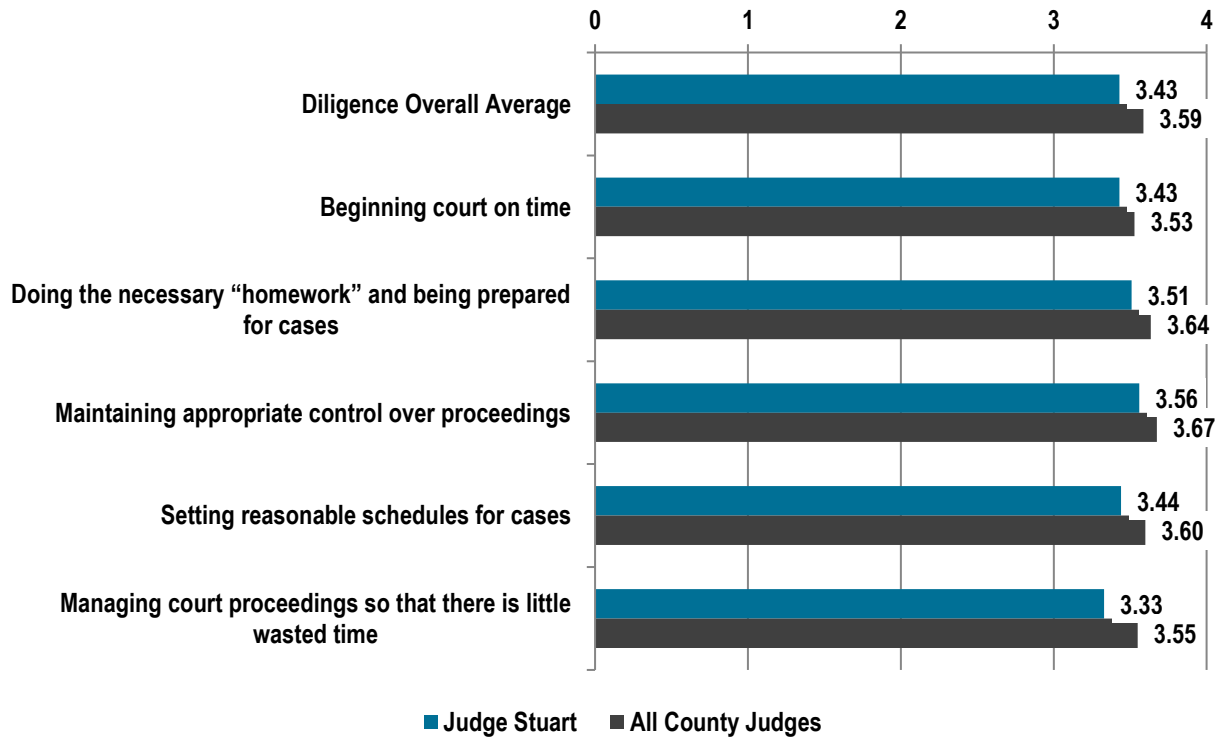 0 1 2 3 4
Diligence Overall Average
3.43
3.59
Beginning court on time
3.43
3.53
Doing the necessary “homework” and being prepared
for cases
3.51
3.64
Maintaining appropriate control over proceedings
3.56
3.67
Setting reasonable schedules for cases
3.44
3.60
Managing court proceedings so that there is little
wasted time
3.33
3.55
Judge Stuart All County Judges